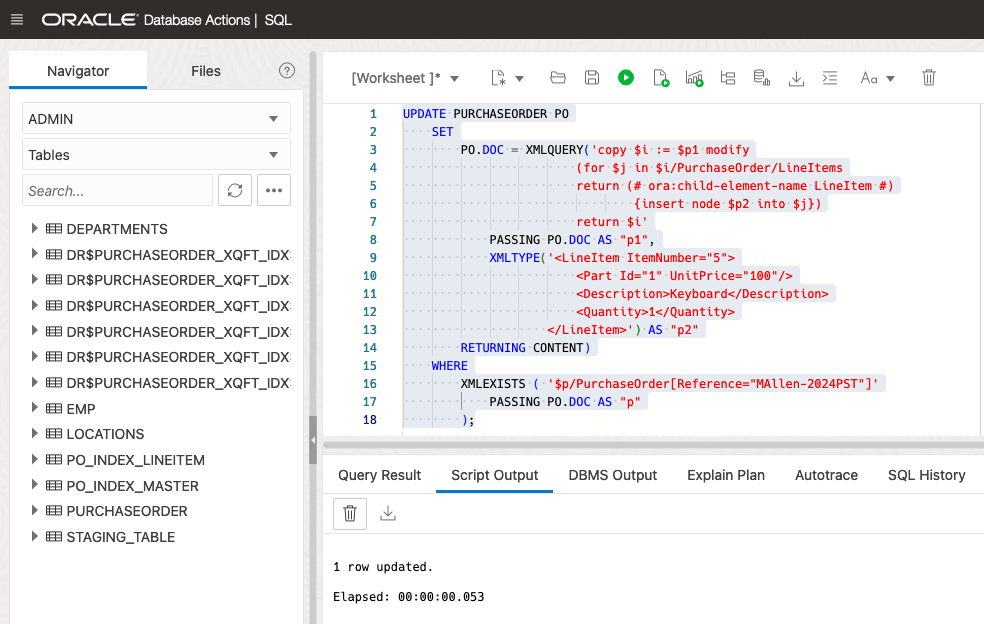 ORACLE Database Actions | SQL
Navigator
Files
ADMIN
Tables
Search...
DEPARTMENTS
DR$PURCHASEORDER_XQFT_IDX
DR$PURCHASEORDER_XQFT_IDX
DR$PURCHASEORDER_XQFT_IDX
DR$PURCHASEORDER_XQFT_IDX
DR$PURCHASEORDER_XQFT_IDX
DR$PURCHASEORDER_XQFT_IDX
EMP
LOCATIONS
PO_INDEX_LINEITEM
PO_INDEX_MASTER
PURCHASEORDER
STAGING_TABLE
[Worksheet ]*
Aa
1 UPDATE PURCHASEORDER PO
2 SET
3 PO.DOC = XMLQUERY('copy $i := $p1 modify
4 (for $j in $i/PurchaseOrder/LineItems
5 return (# ora:child-element-name LineItem #)
6 {insert node $p2 into $j})
7 return $i'
8 PASSING PO.DOC AS "p1",
9 XMLTYPE('<LineItem ItemNumber="5">
10 <Part Id="1" UnitPrice="100"/>
11 <Description>Keyboard</Description>
12 <Quantity>1</Quantity>
13 </LineItem>') AS "p2"
14 RETURNING CONTENT)
15 WHERE
16 XMLEXISTS ( '$p/PurchaseOrder[Reference="MAllen-2024PST"]'
17 PASSING PO.DOC AS "p"
18 );
Query Result
Script Output
DBMS Output
Explain Plan
Autotrace
SQL History
1 row updated.
Elapsed: 00:00:00.053